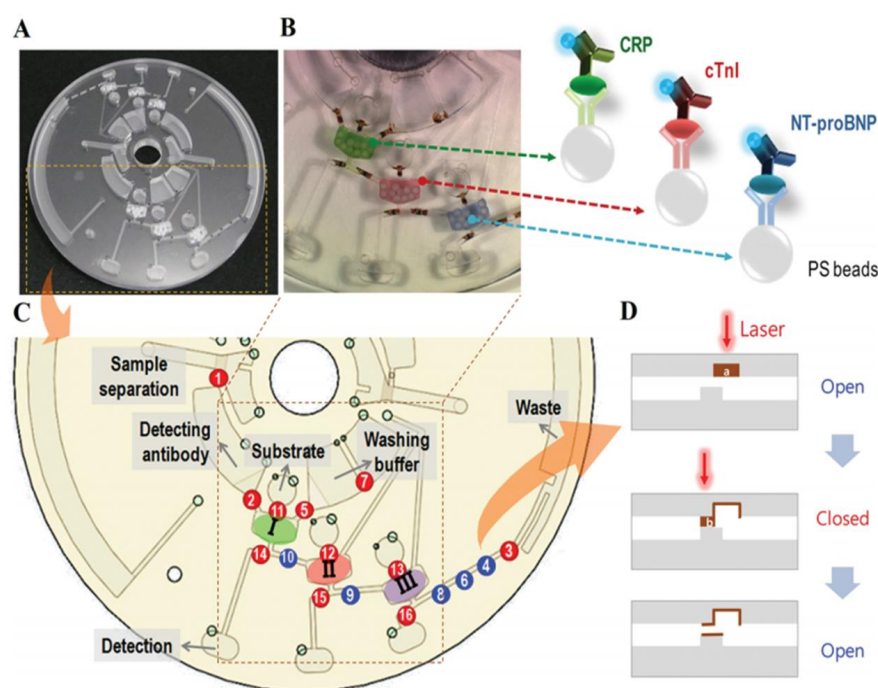 A
B
CRP
cTnI
NT-proBNP
PS beads
C
D
Sample
separation
1
Detecting
antibody
Substrate
Washing
buffer
Waste
7
2
11
5
I
14
10
12
II
13
III
3
4
6
8
15
9
16
Detection
Laser
a
Open
b
Closed
Open